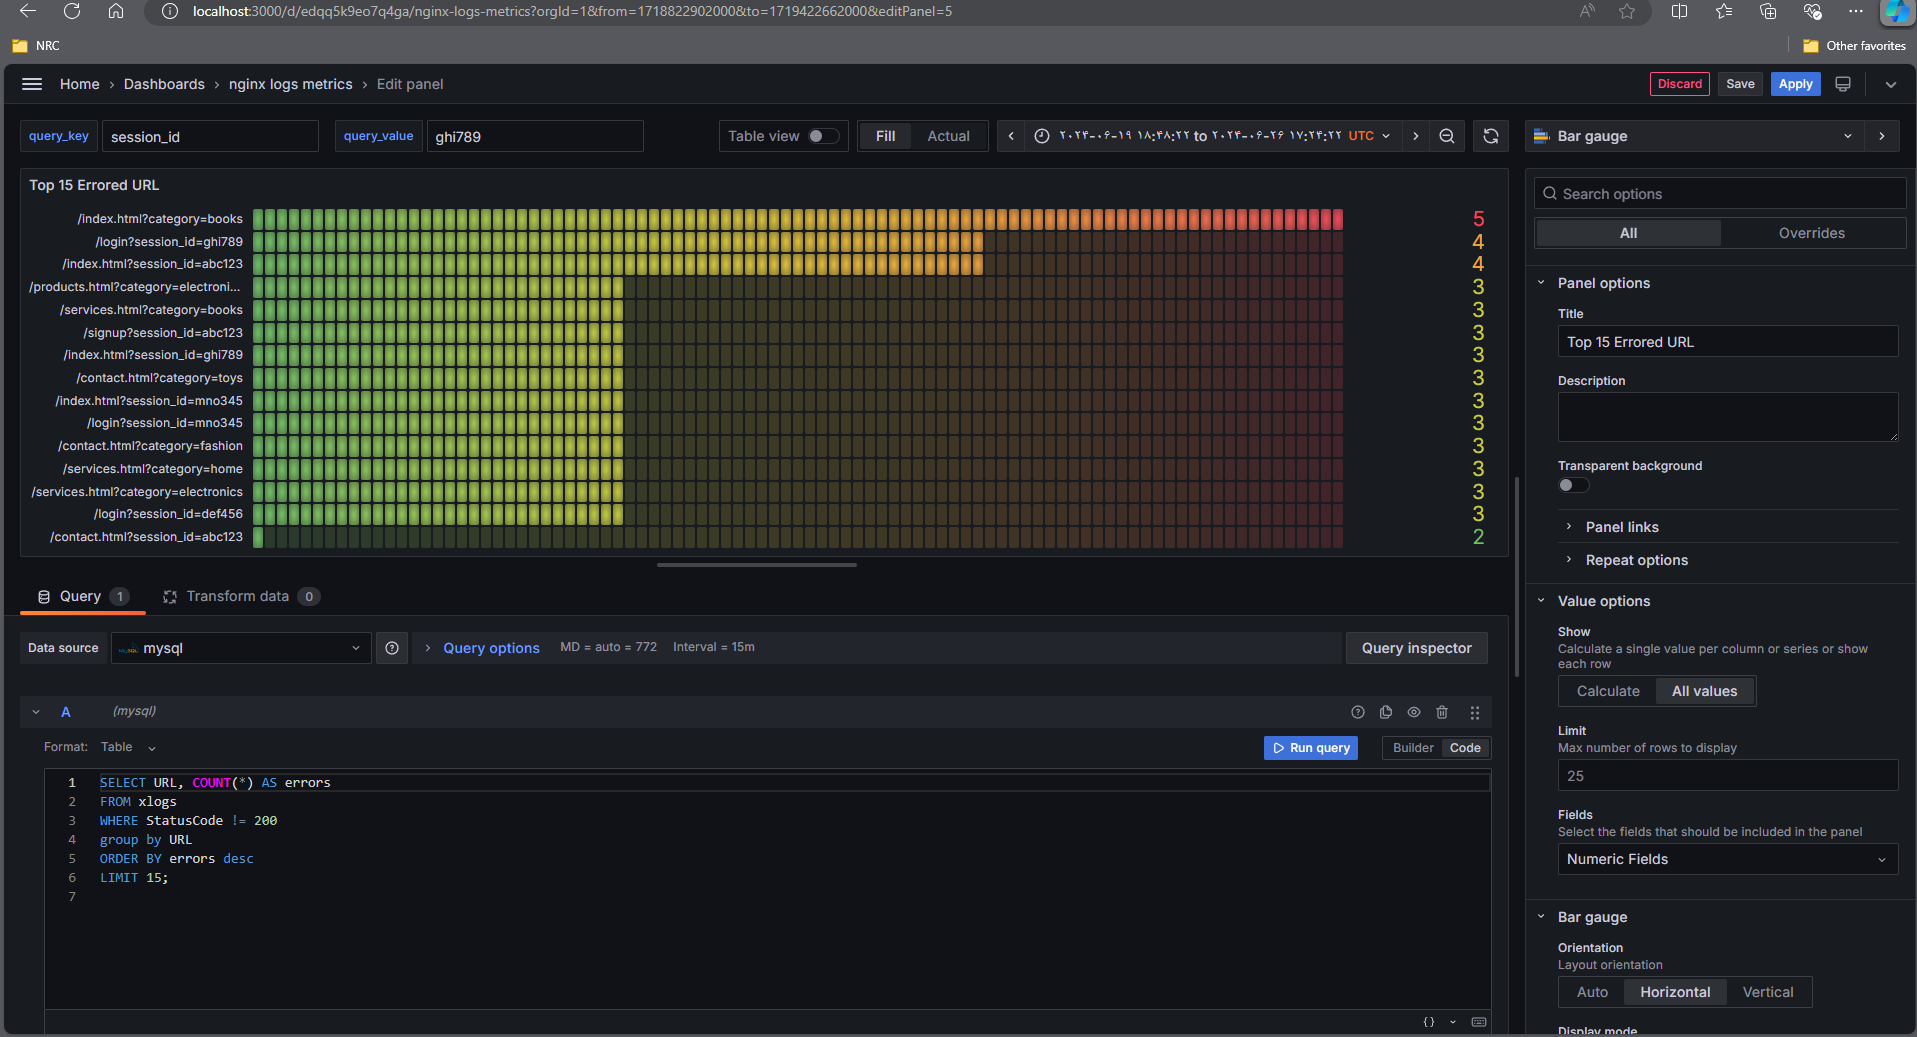 localhost:3000/d/edqq5k9eo7q4ga/nginx-logs-metrics?orgId=1&from=1718822902000&to=1719422662000&editPanel=5
NRC
Other favorites
Home › Dashboards › nginx logs metrics › Edit panel
Discard
Save
Apply
query_key
session_id
query_value
ghi789
Table view
Fill
Actual
۲۰۲۴-۰۶-۱۹ ۱۸:۴۸:۲۲ to ۲۰۲۴-۰۶-۲۶ ۱۷:۲۴:۲۲ UTC
Bar gauge
Top 15 Errored URL
/index.html?category=books 5
/login?session_id=ghi789 4
/index.html?session_id=abc123 4
/products.html?category=electroni... 3
/services.html?category=books 3
/signup?session_id=abc123 3
/index.html?session_id=ghi789 3
/contact.html?category=toys 3
/index.html?session_id=mno345 3
/login?session_id=mno345 3
/contact.html?category=fashion 3
/services.html?category=home 3
/services.html?category=electronics 3
/login?session_id=def456 3
/contact.html?session_id=abc123 2
Query 1
Transform data 0
Data source
mysql
Query options
MD = auto = 772
Interval = 15m
Query inspector
A
(mysql)
Format: Table
Run query
Builder
Code
1 SELECT URL, COUNT(*) AS errors
2 FROM xlogs
3 WHERE StatusCode != 200
4 group by URL
5 ORDER BY errors desc
6 LIMIT 15;
7
{}
Search options
All
Overrides
Panel options
Title
Top 15 Errored URL
Description
Transparent background
Panel links
Repeat options
Value options
Show
Calculate a single value per column or series or show
each row
Calculate
All values
Limit
Max number of rows to display
25
Fields
Select the fields that should be included in the panel
Numeric Fields
Bar gauge
Orientation
Layout orientation
Auto
Horizontal
Vertical
Display mode